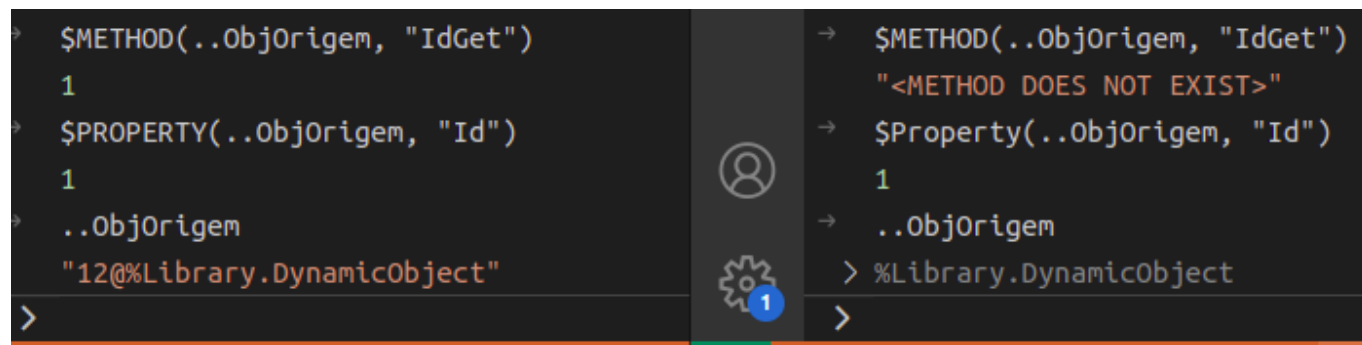 → $METHOD(..ObjOrigem, "IdGet")
1
→ $PROPERTY(..ObjOrigem, "Id")
1
→ ..ObjOrigem
"12@%Library.DynamicObject"
>
1
→ $METHOD(..ObjOrigem, "IdGet")
"<METHOD DOES NOT EXIST>"
→ $Property(..ObjOrigem, "Id")
1
→ ..ObjOrigem
> %Library.DynamicObject
>